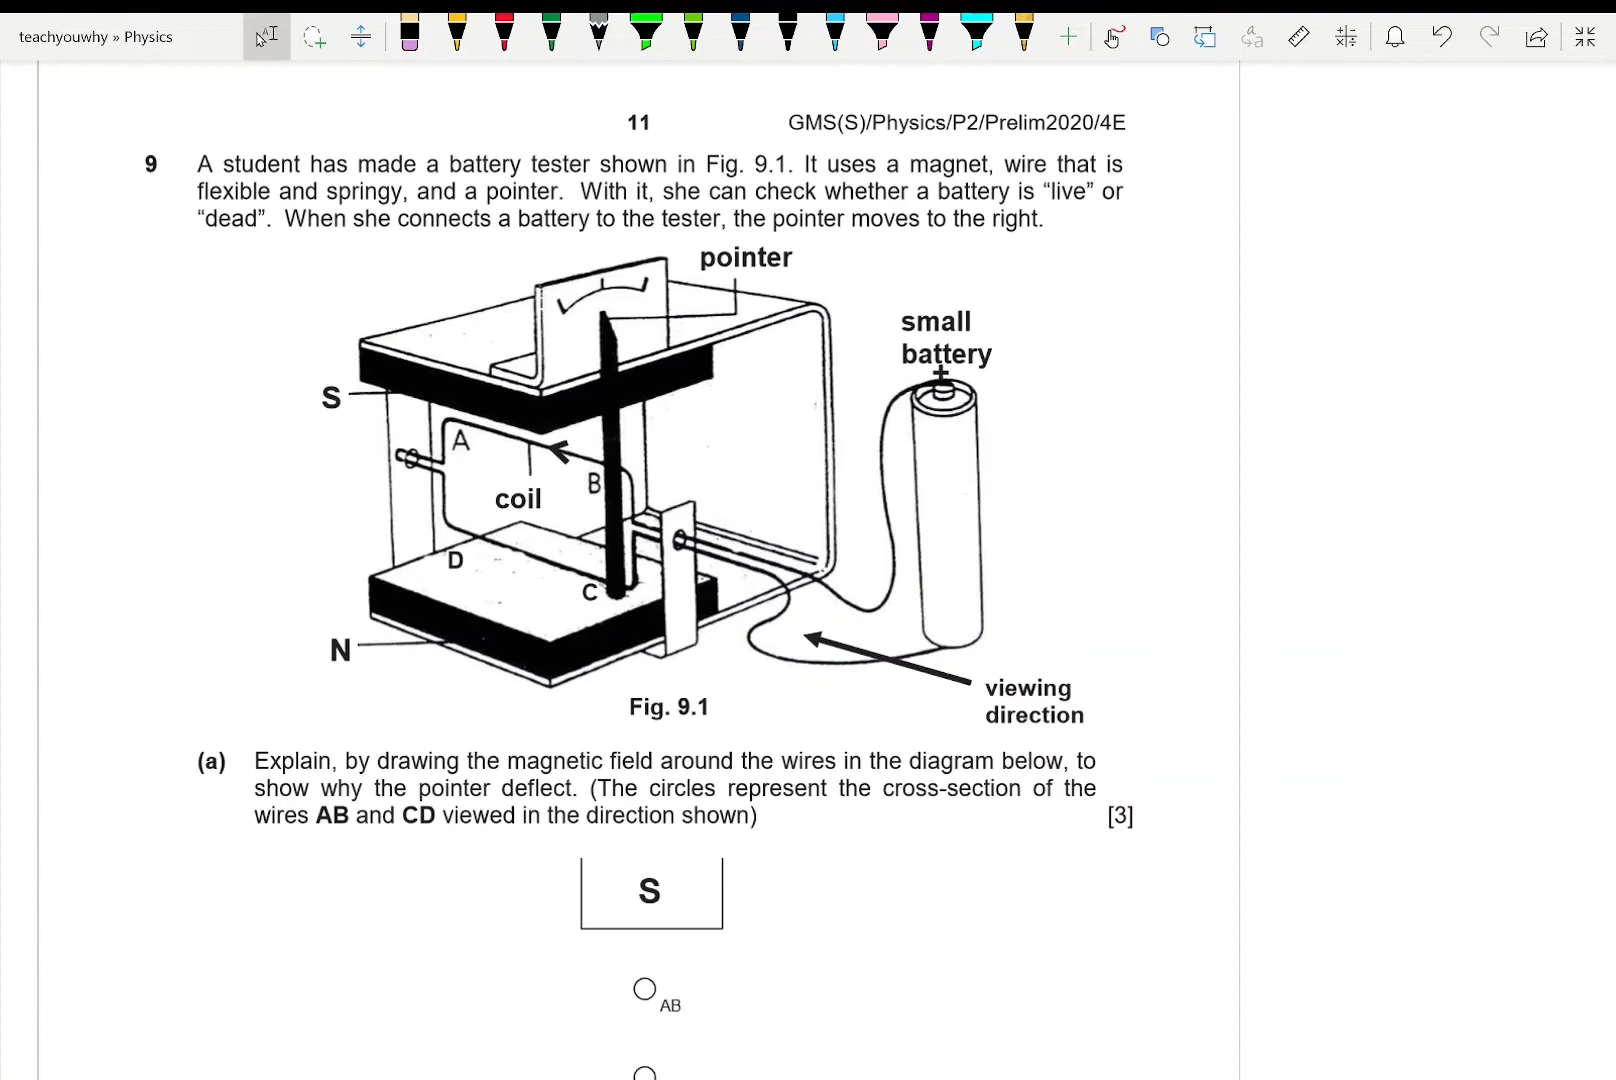 teachyouwhy » Physics
11 GMS(S)/Physics/P2/Prelim2020/4E
9 A student has made a battery tester shown in Fig. 9.1. It uses a magnet, wire that is
flexible and springy, and a pointer. With it, she can check whether a battery is “live” or
“dead”. When she connects a battery to the tester, the pointer moves to the right.
pointer
small
battery
+
S
A
B
coil
D
C
N
viewing
direction
Fig. 9.1
(a) Explain, by drawing the magnetic field around the wires in the diagram below, to
show why the pointer deflect. (The circles represent the cross-section of the
wires AB and CD viewed in the direction shown) [3]
S
AB